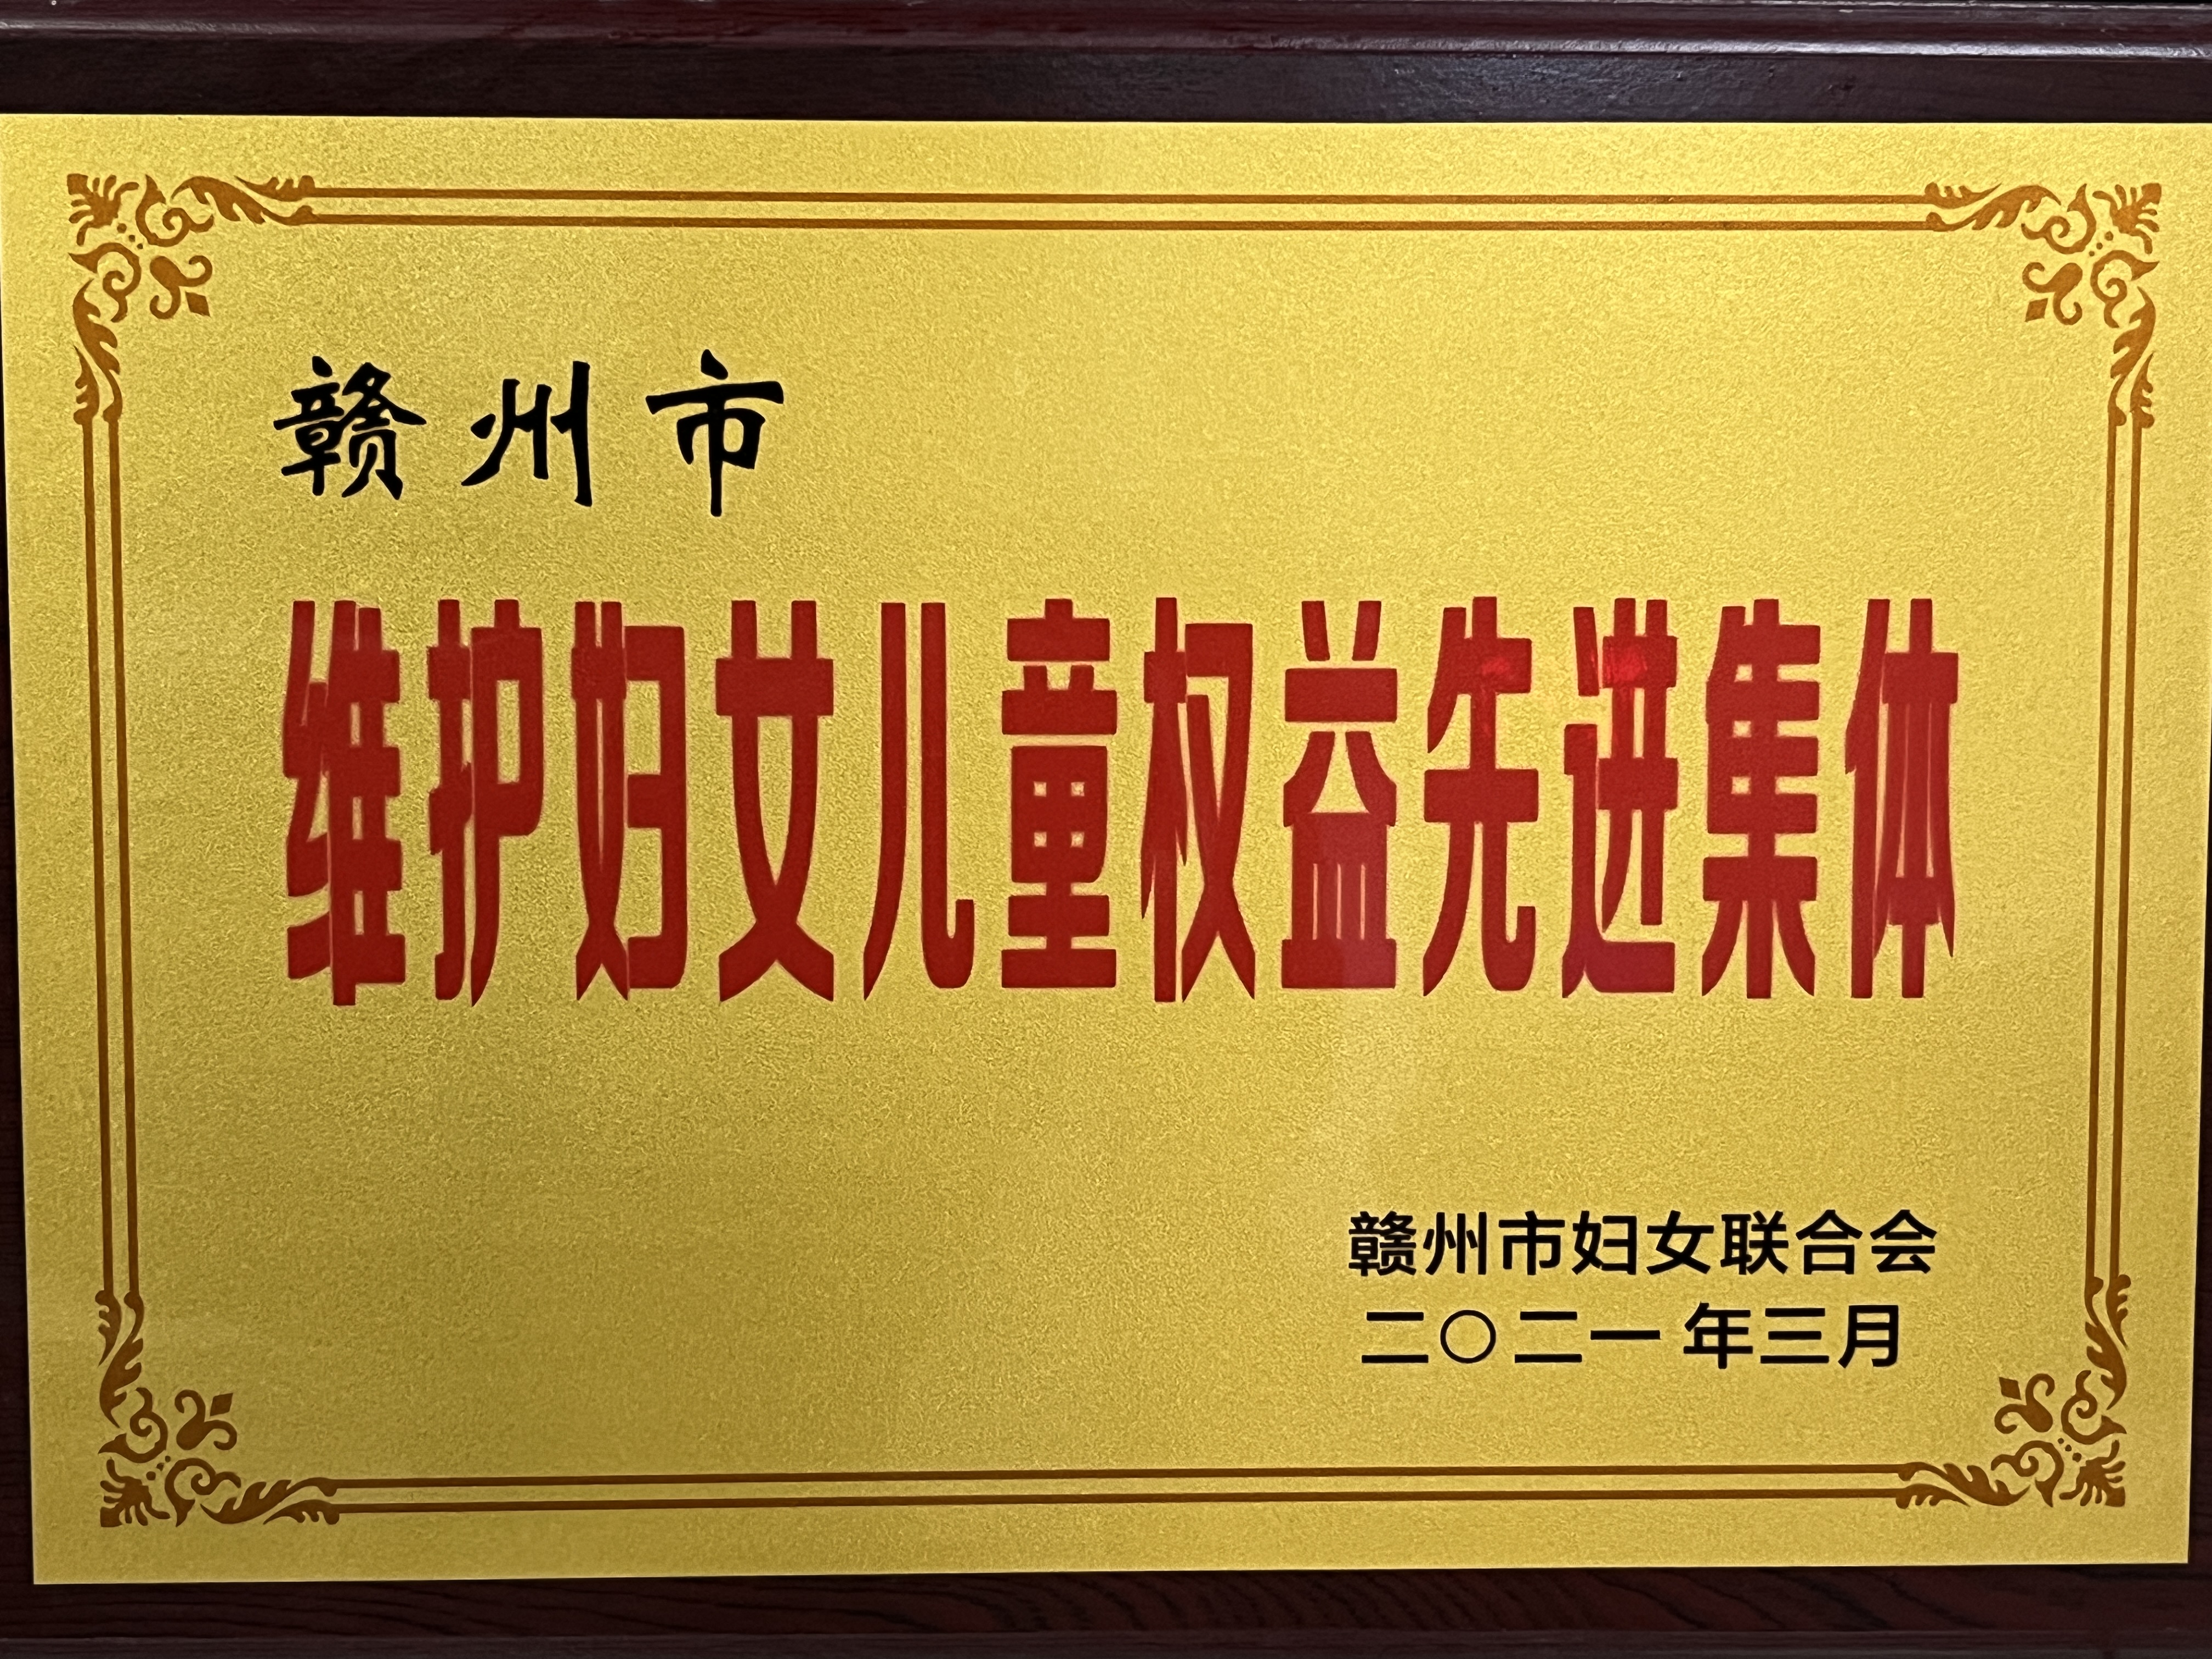 赣州市
维护妇女儿童权益先进集体
赣州市妇女联合会
二〇二一年三月